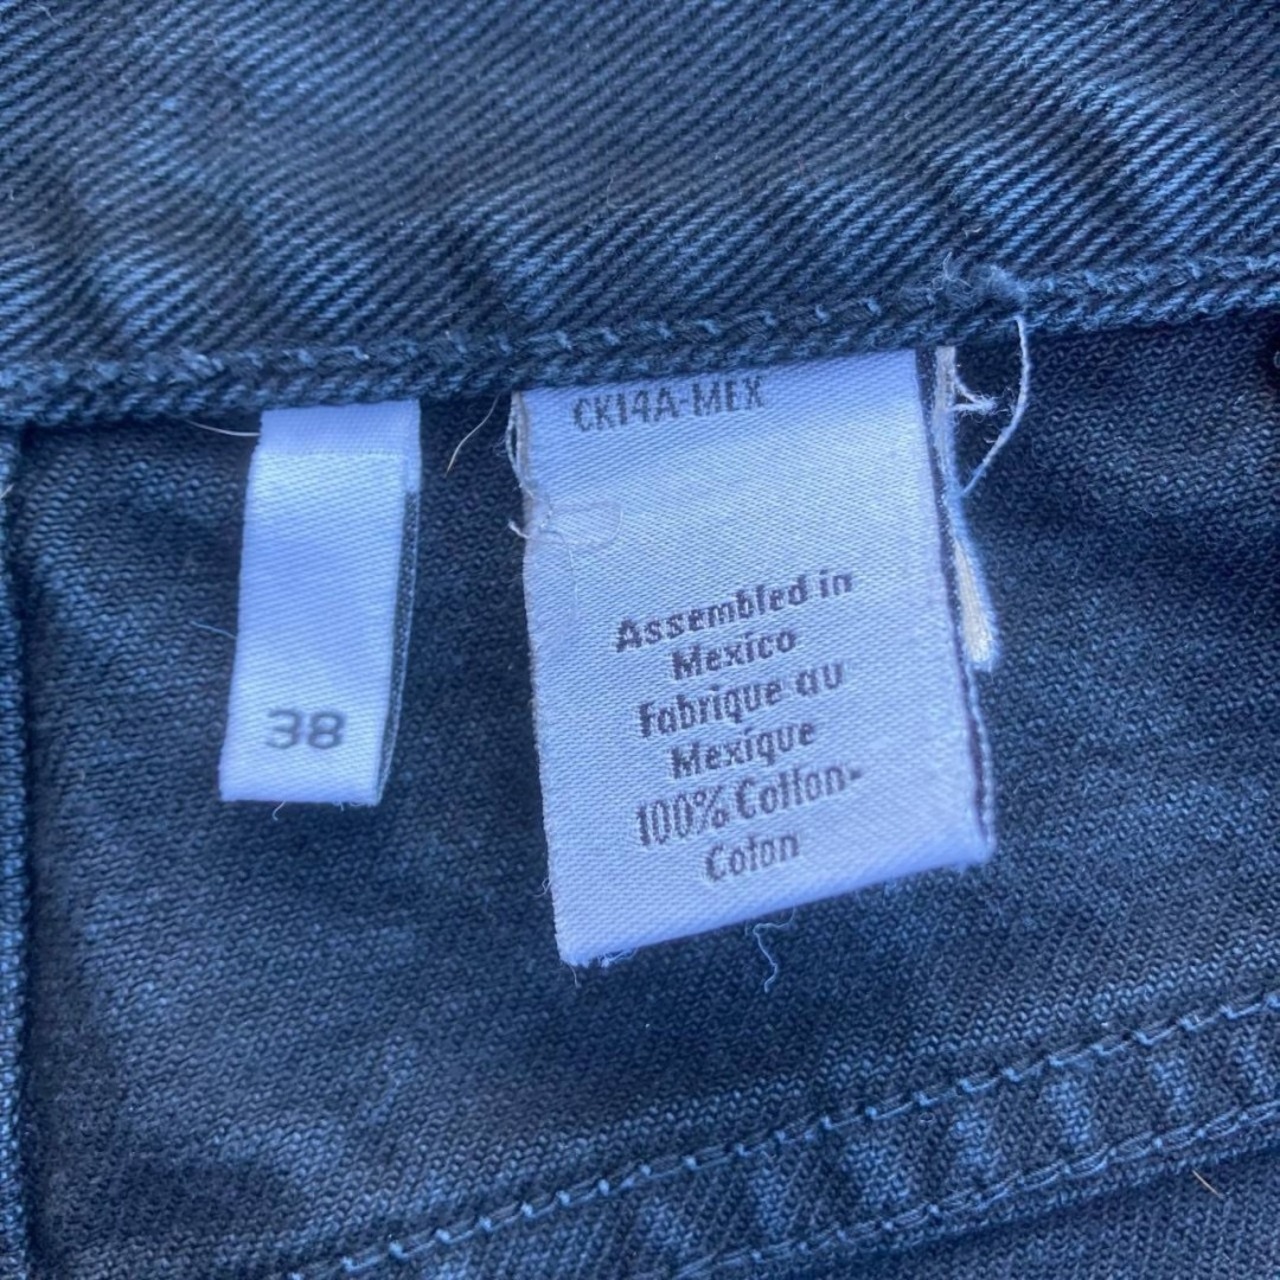 38
CK14A-MEX
Assembled in
Mexico
Fabrique au
Mexique
100% Cotton-
Coton